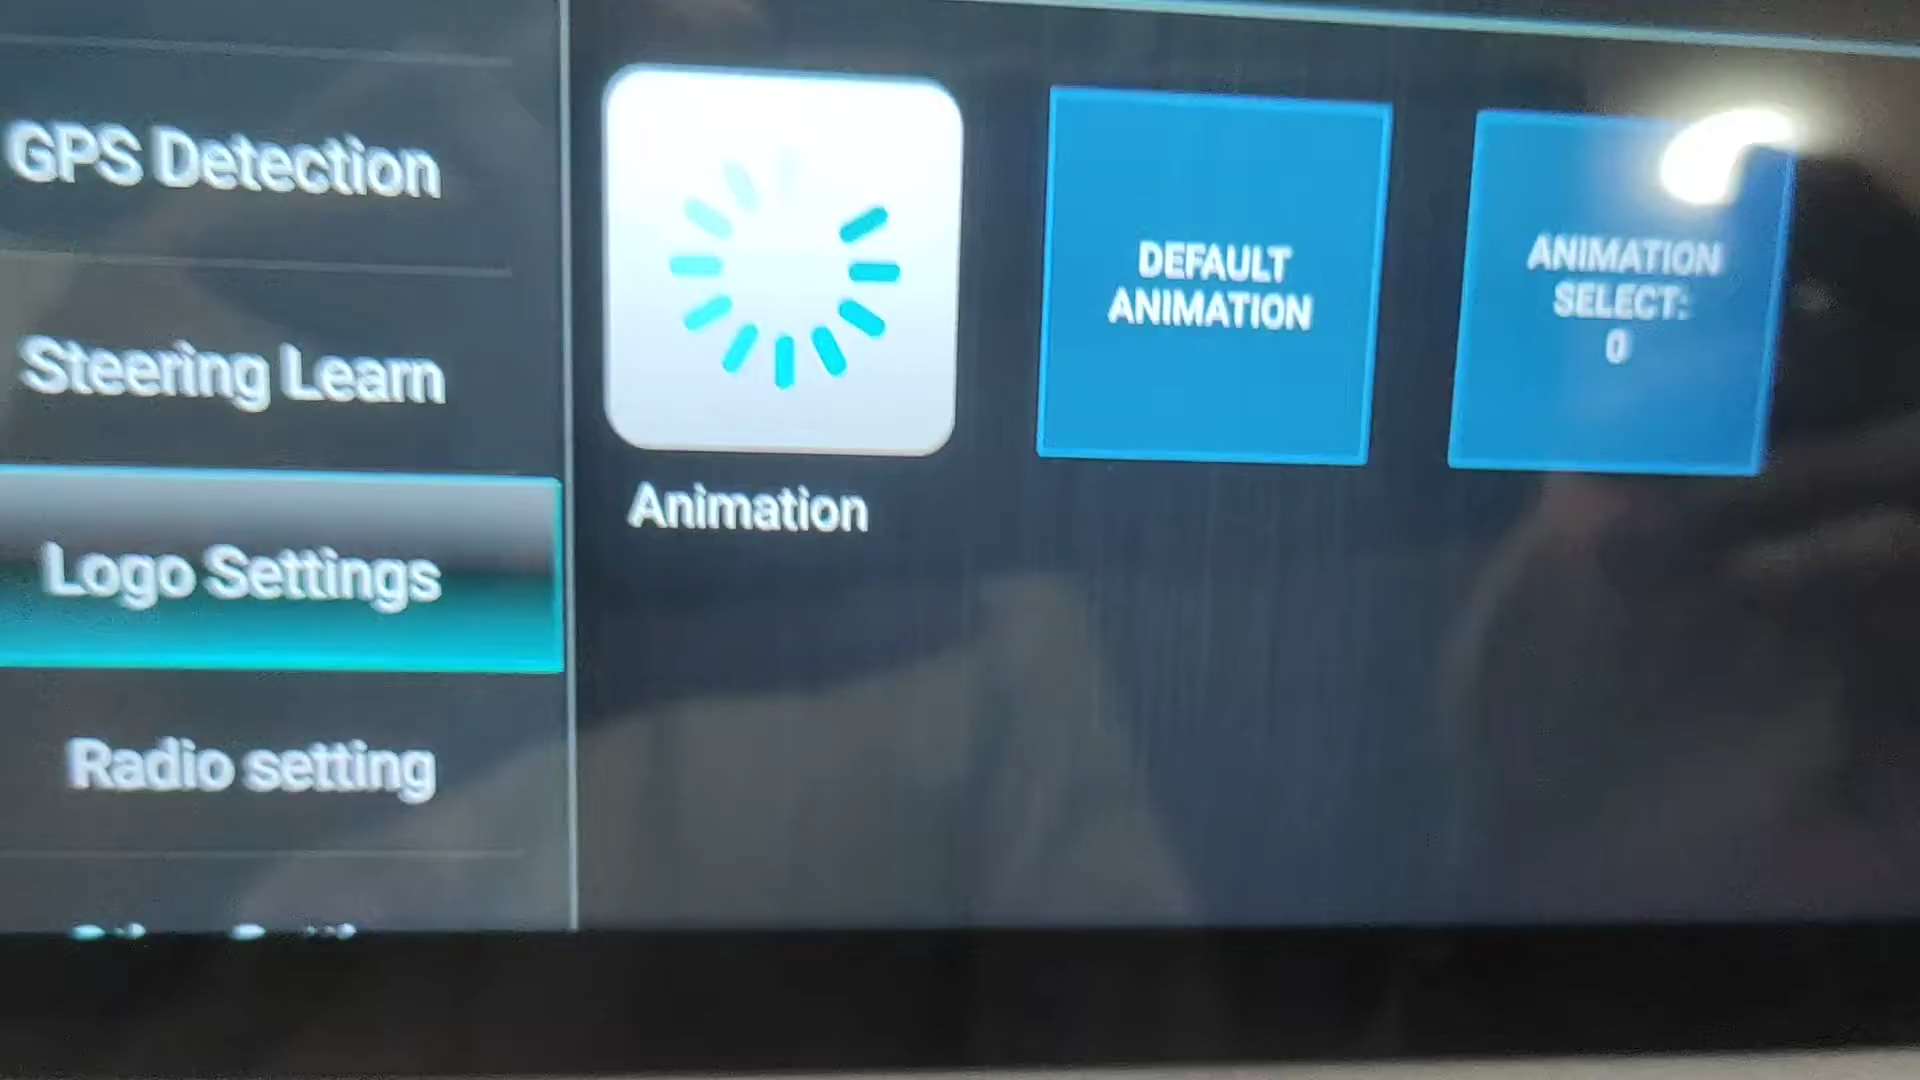 GPS Detection
Steering Learn
Logo Settings
Radio setting
Animation
DEFAULT
ANIMATION
ANIMATION
SELECT:
0